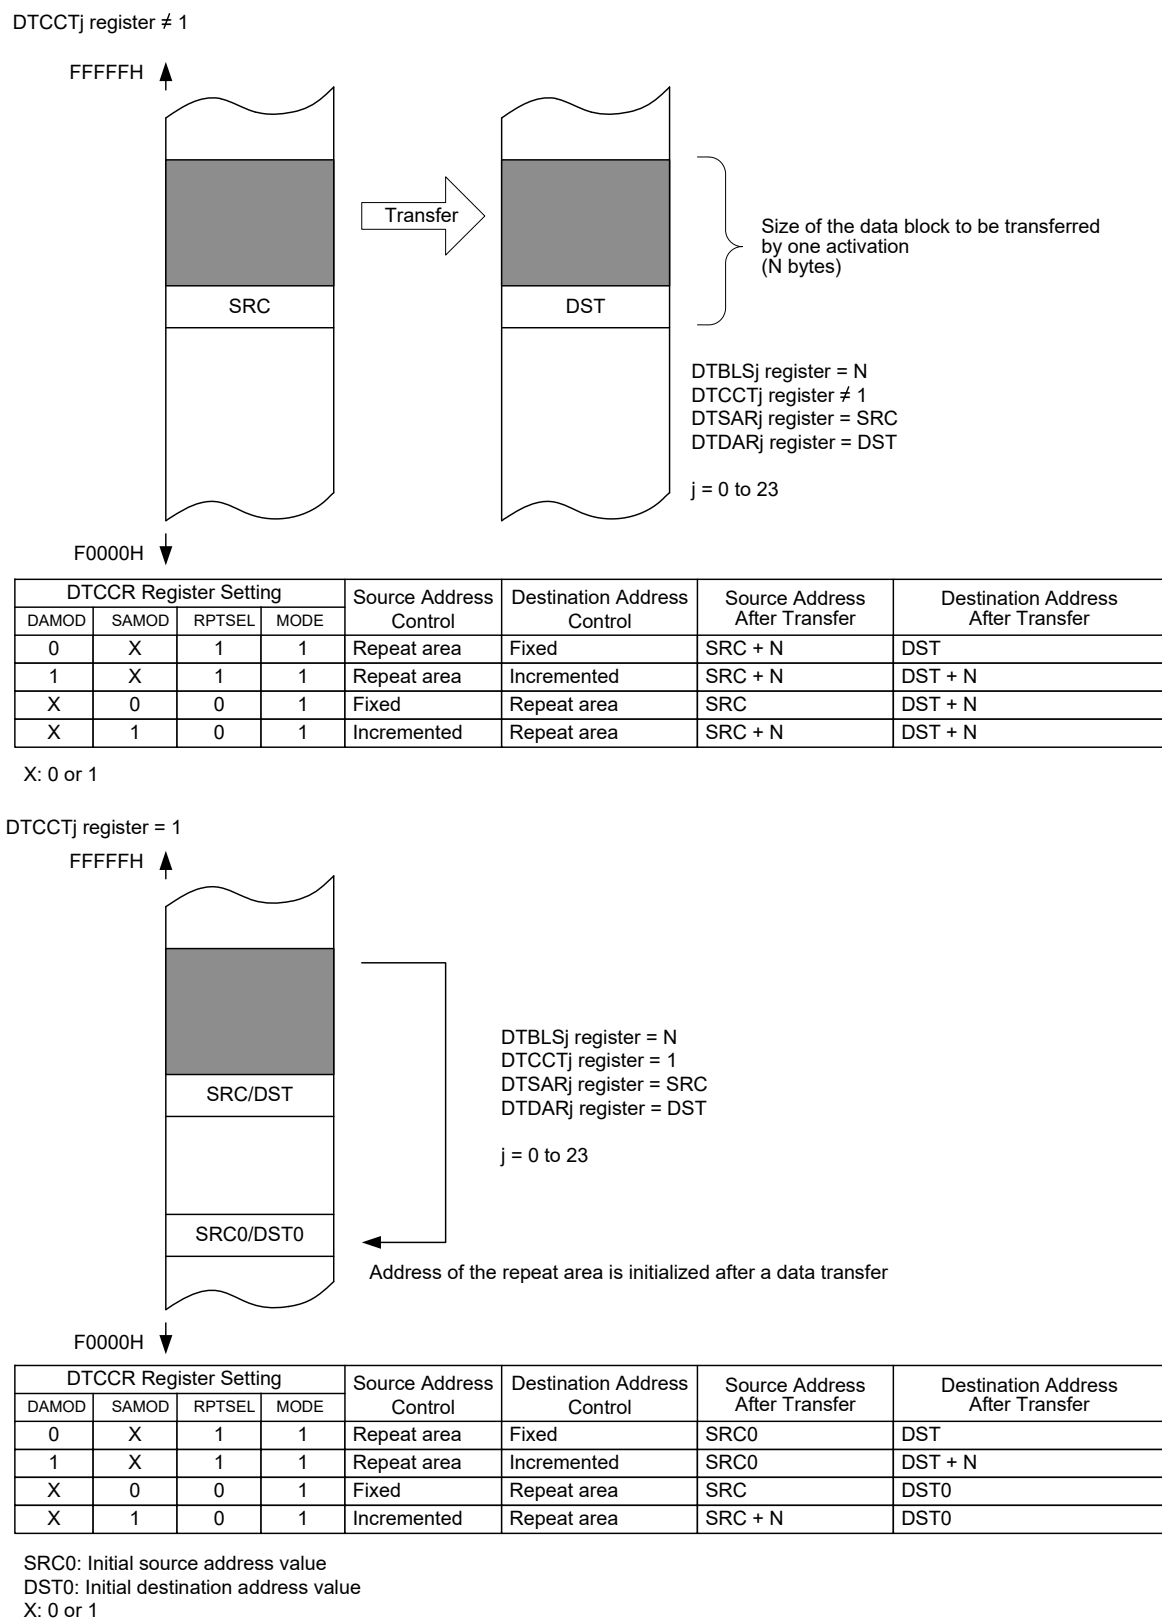 DTCCTj register ≠ 1
FFFFFH
Transfer
Size of the data block to be transferred
by one activation
(N bytes)
SRC
DST
DTBLSj register = N
DTCCTj register ≠ 1
DTSARj register = SRC
DTDARj register = DST
j = 0 to 23
F0000H
DTCCR Register Setting Source Address Control Destination Address Control Source Address After Transfer Destination Address After Transfer
DAMOD SAMOD RPTSEL MODE
0 X 1 1 Repeat area Fixed SRC + N DST
1 X 1 1 Repeat area Incremented SRC + N DST + N
X 0 0 1 Fixed Repeat area SRC DST + N
X 1 0 1 Incremented Repeat area SRC + N DST + N
X: 0 or 1
DTCCTj register = 1
FFFFFH
DTBLSj register = N
DTCCTj register = 1
DTSARj register = SRC
DTDARj register = DST
j = 0 to 23
SRC/DST
SRC0/DST0
Address of the repeat area is initialized after a data transfer
F0000H
DTCCR Register Setting Source Address Control Destination Address Control Source Address After Transfer Destination Address After Transfer
DAMOD SAMOD RPTSEL MODE
0 X 1 1 Repeat area Fixed SRC0 DST
1 X 1 1 Repeat area Incremented SRC0 DST + N
X 0 0 1 Fixed Repeat area SRC DST0
X 1 0 1 Incremented Repeat area SRC + N DST0
SRC0: Initial source address value
DST0: Initial destination address value
X: 0 or 1